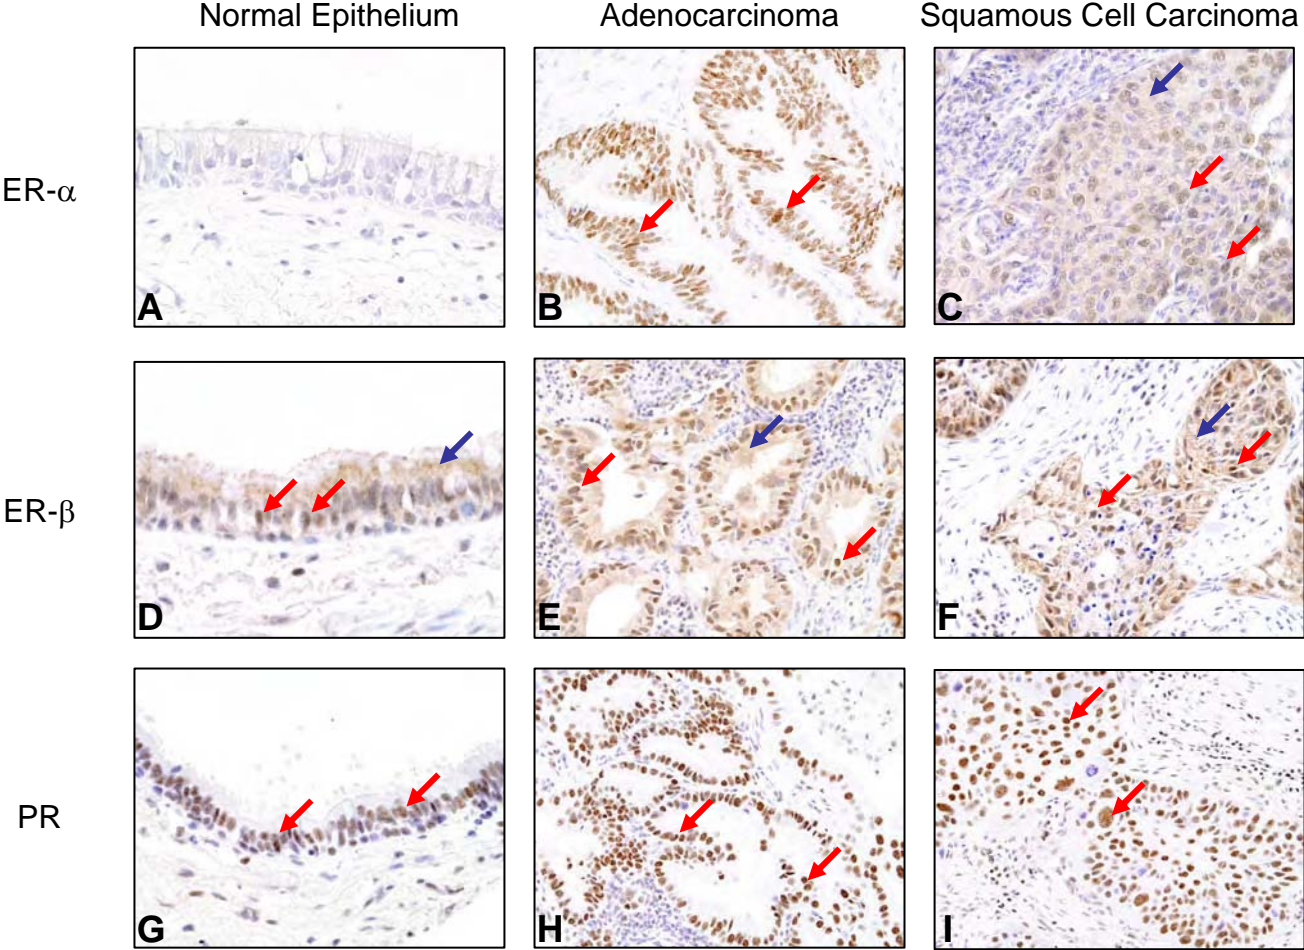 Normal Epithelium Adenocarcinoma Squamous Cell Carcinoma
ER-α
A B C
ER-β
D E F
PR
G H I